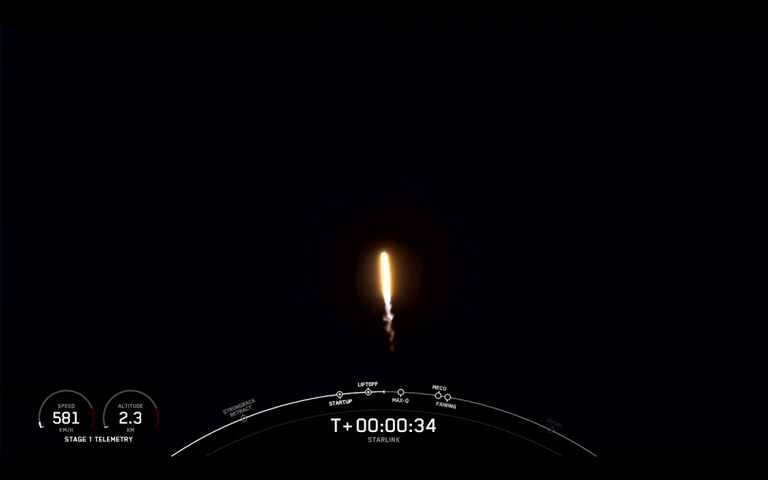 STRONGBACK
RETRACT
STARTUP
LIFTOFF
MAX-Q
MECO
FAIRING
ENTRY
SPEED
581
KM/H
ALTITUDE
2.3
KM
STAGE 1 TELEMETRY
T+00:00:34
STARLINK